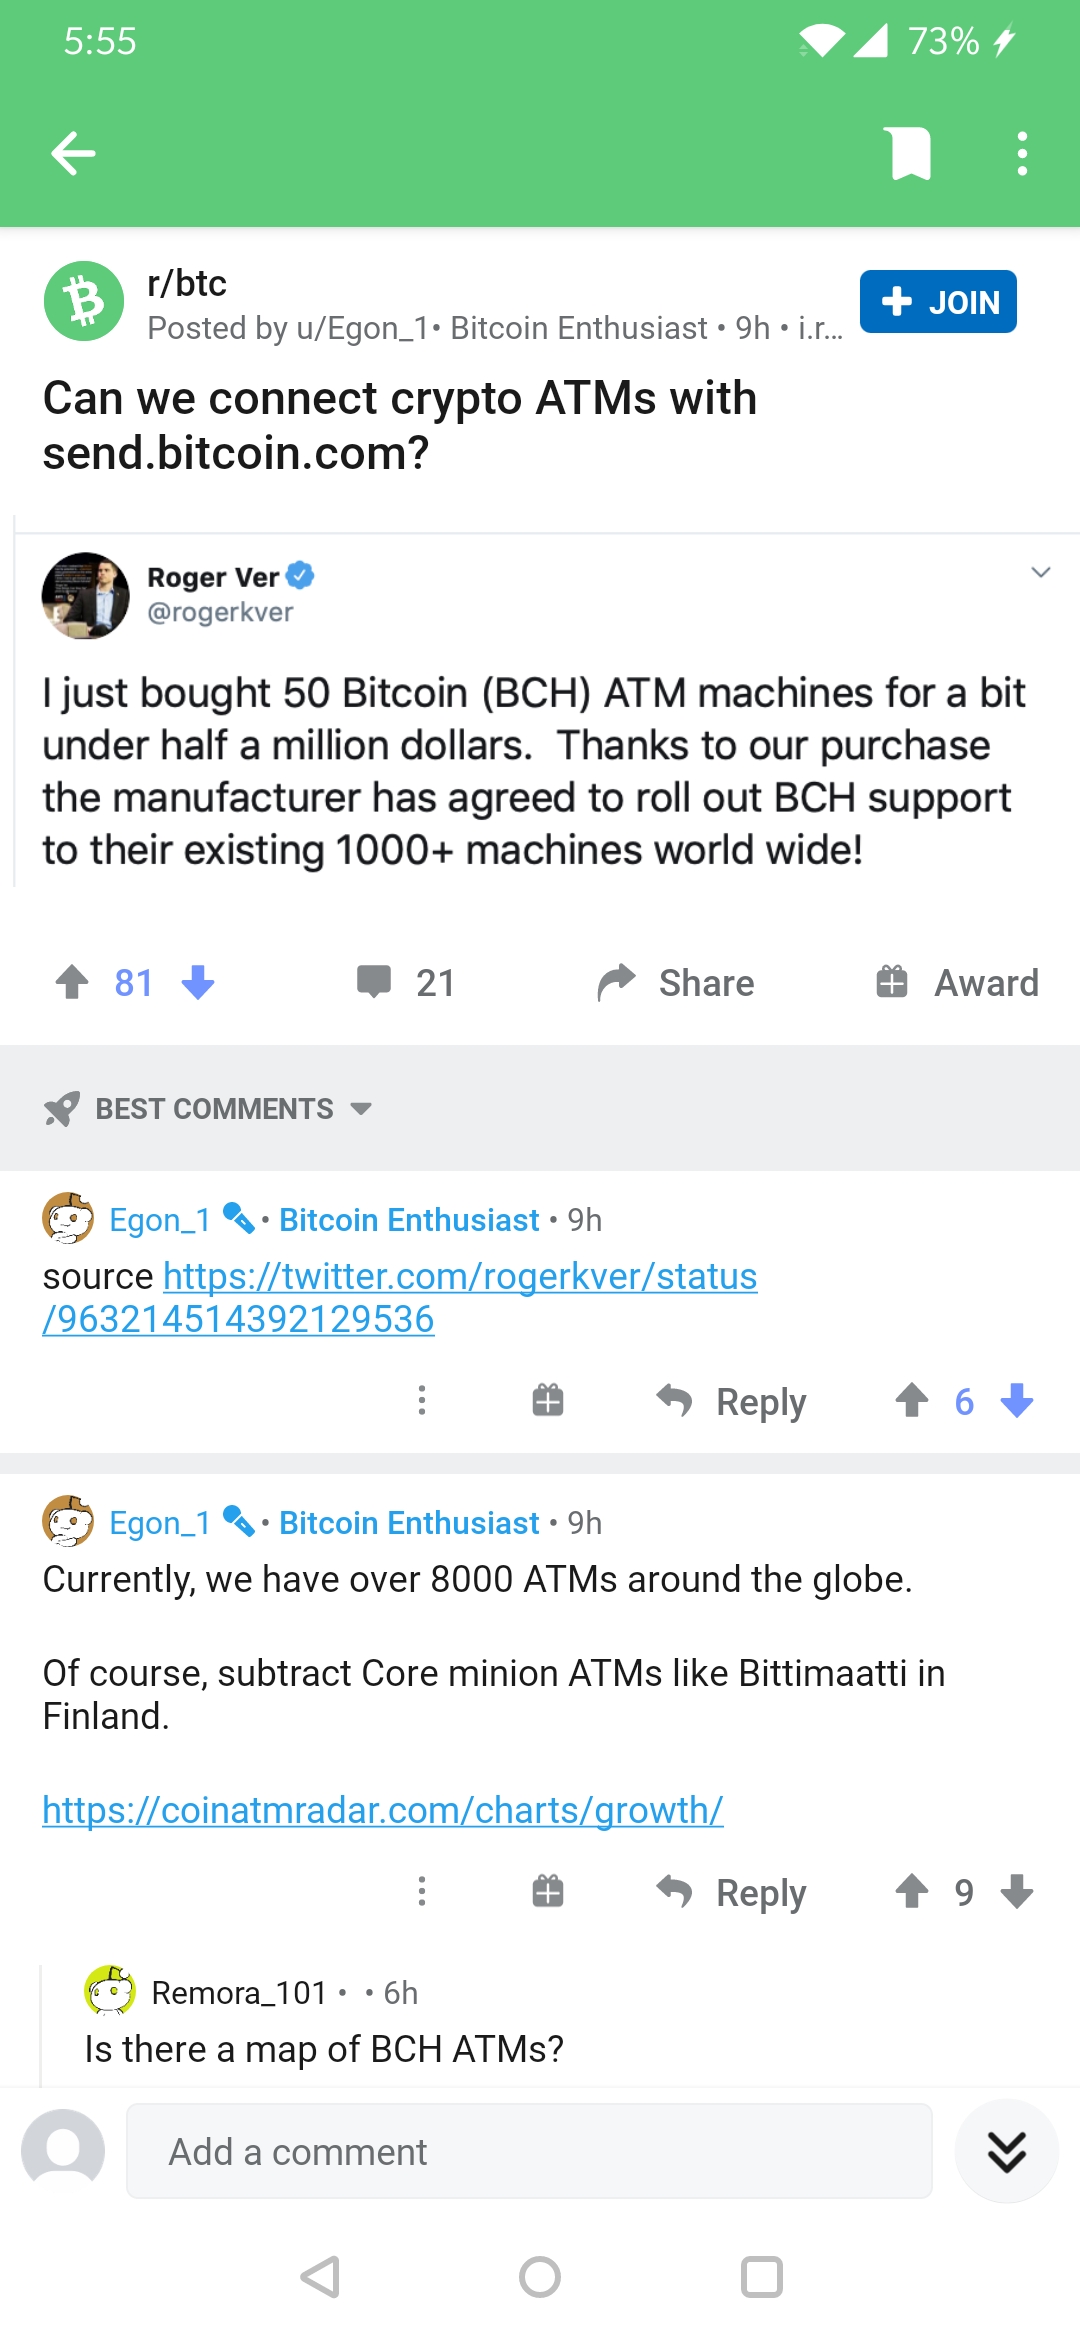 5:55
73%
r/btc
JOIN
Posted by u/Egon_1• Bitcoin Enthusiast • 9h • i.r...
Can we connect crypto ATMs with
send.bitcoin.com?
Roger Ver
@rogerkver
I just bought 50 Bitcoin (BCH) ATM machines for a bit
under half a million dollars.  Thanks to our purchase
the manufacturer has agreed to roll out BCH support
to their existing 1000+ machines world wide!
81
21
Share
Award
BEST COMMENTS
Egon_1 • Bitcoin Enthusiast • 9h
source https://twitter.com/rogerkver/status
/963214514392129536
Reply
6
Egon_1 • Bitcoin Enthusiast • 9h
Currently, we have over 8000 ATMs around the globe.
Of course, subtract Core minion ATMs like Bittimaatti in
Finland.
https://coinatmradar.com/charts/growth/
Reply
9
Remora_101 • • 6h
Is there a map of BCH ATMs?
Add a comment